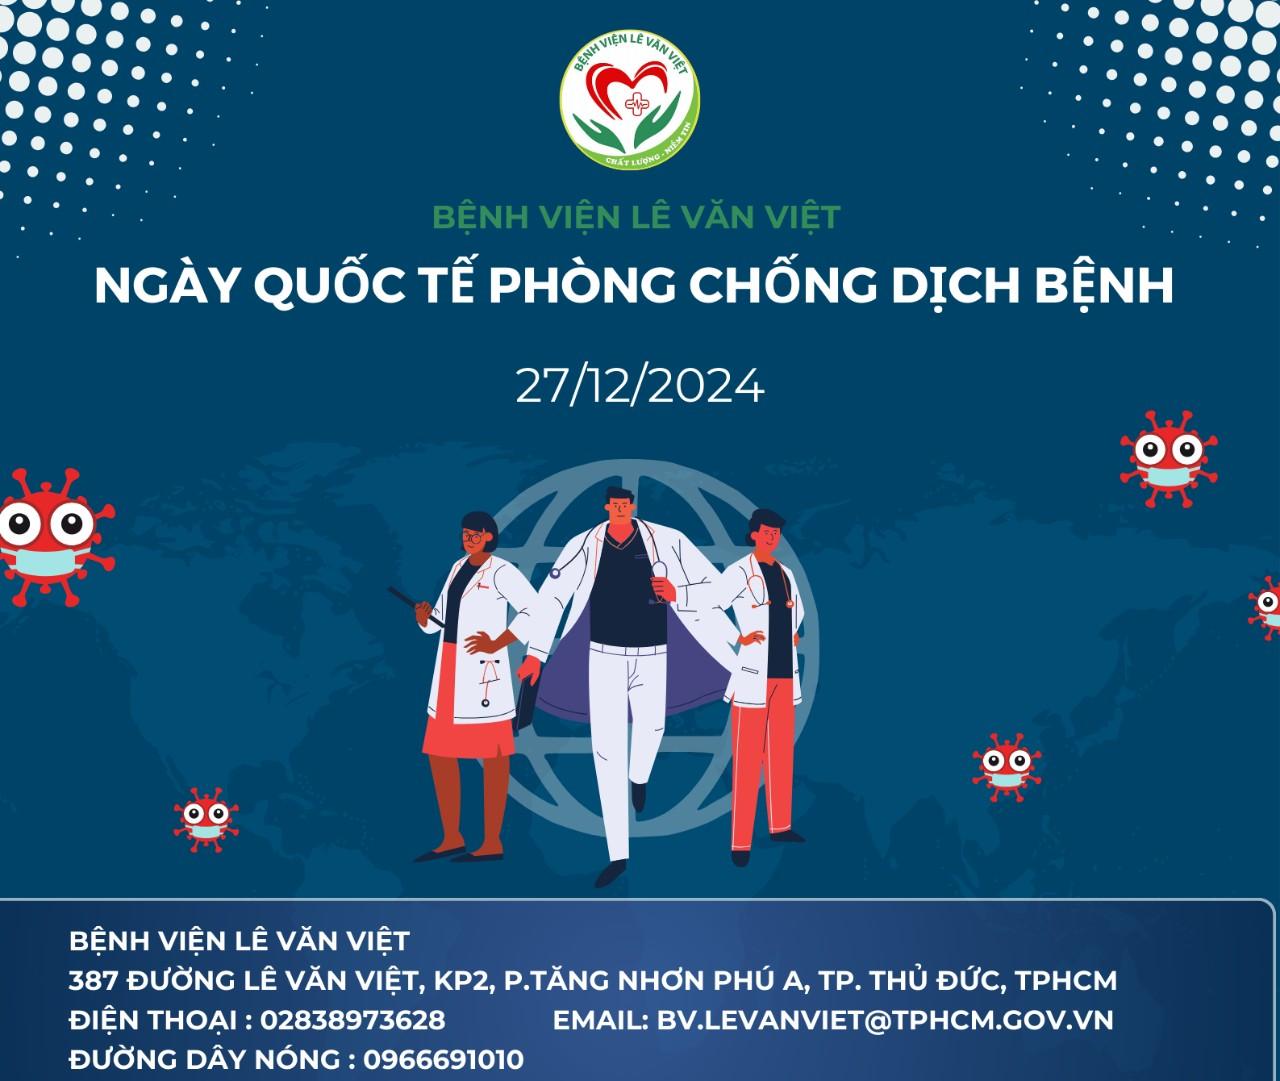 BỆNH VIỆN LÊ VĂN VIỆT
CHẤT LƯỢNG - NIỀM TIN
BỆNH VIỆN LÊ VĂN VIỆT
NGÀY QUỐC TẾ PHÒNG CHỐNG DỊCH BỆNH
27/12/2024
BỆNH VIỆN LÊ VĂN VIỆT
387 ĐƯỜNG LÊ VĂN VIỆT, KP2, P.TĂNG NHƠN PHÚ A, TP. THỦ ĐỨC, TPHCM
ĐIỆN THOẠI : 02838973628 EMAIL: BV.LEVANVIET@TPHCM.GOV.VN
ĐƯỜNG DÂY NÓNG : 0966691010